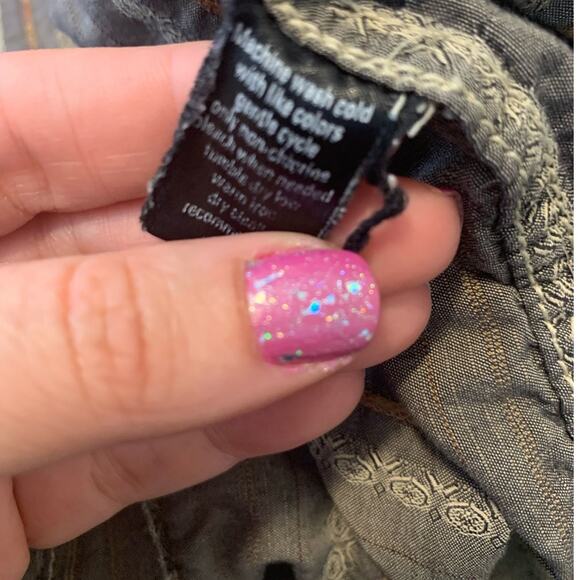 Machine wash cold
with like colors
gentle cycle
only non-chlorine
bleach when needed
tumble dry low
warm iron
dry clean
recomm